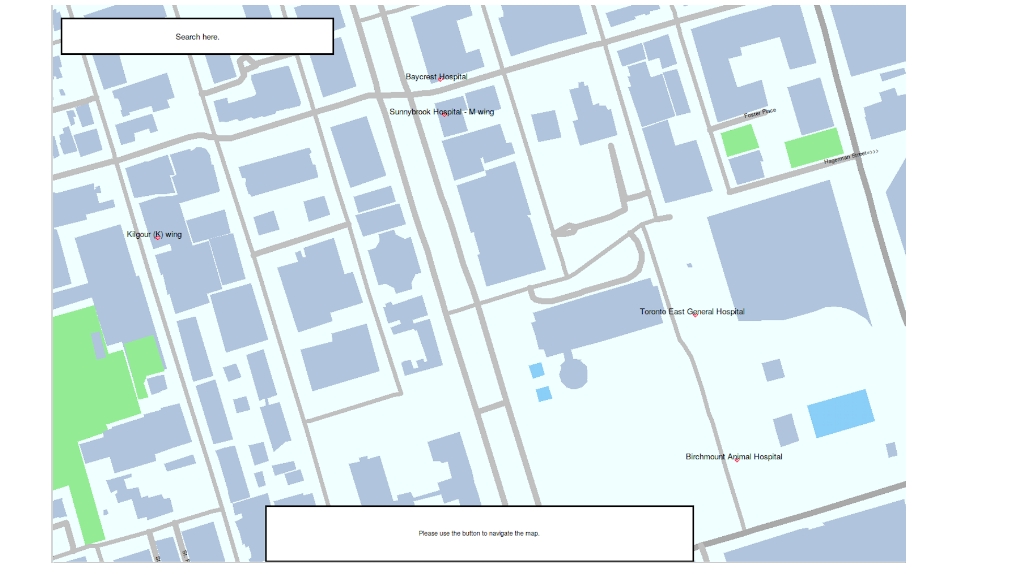 Search here.
Baycrest Hospital
Sunnybrook Hospital - M wing
Foster Place
Hagerman Street>>>>
Kilgour (K) wing
Toronto East General Hospital
Birchmount Animal Hospital
Please use the button to navigate the map.